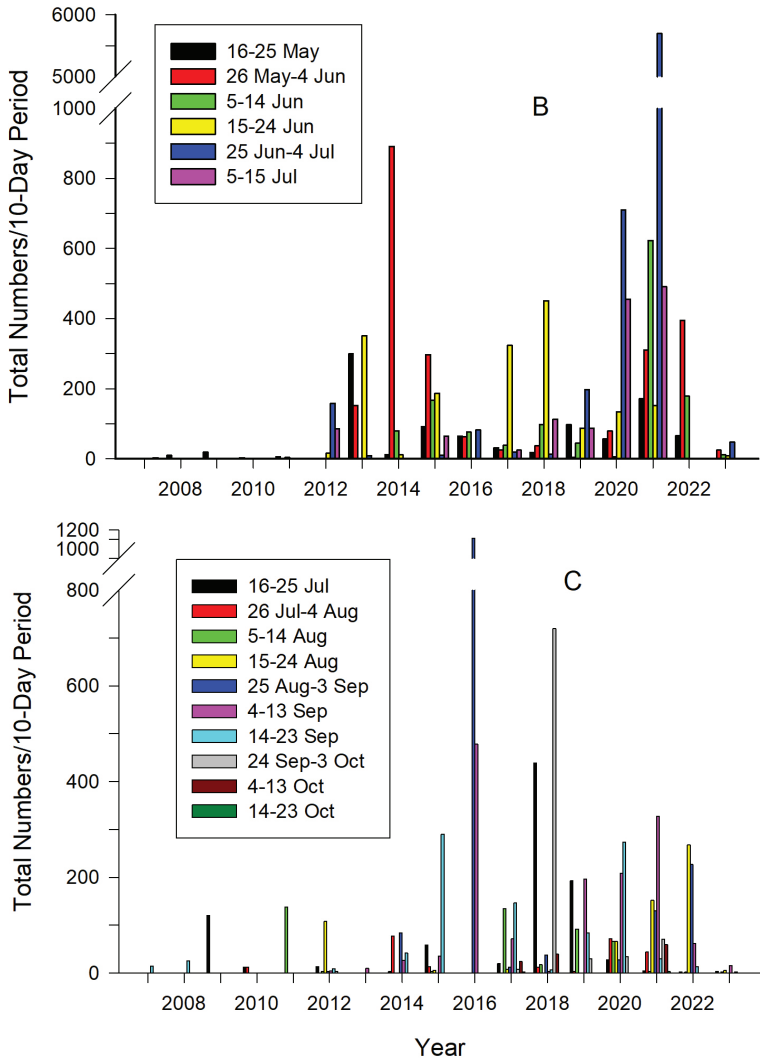 Total Numbers/10-Day Period
6000
5000
1000
800
600
400
200
0
16-25 May
26 May-4 Jun
5-14 Jun
15-24 Jun
25 Jun-4 Jul
5-15 Jul
B
2008 2010 2012 2014 2016 2018 2020 2022
Total Numbers/10-Day Period
1200
1000
800
600
400
200
0
16-25 Jul
26 Jul-4 Aug
5-14 Aug
15-24 Aug
25 Aug-3 Sep
4-13 Sep
14-23 Sep
24 Sep-3 Oct
4-13 Oct
14-23 Oct
C
2008 2010 2012 2014 2016 2018 2020 2022
Year